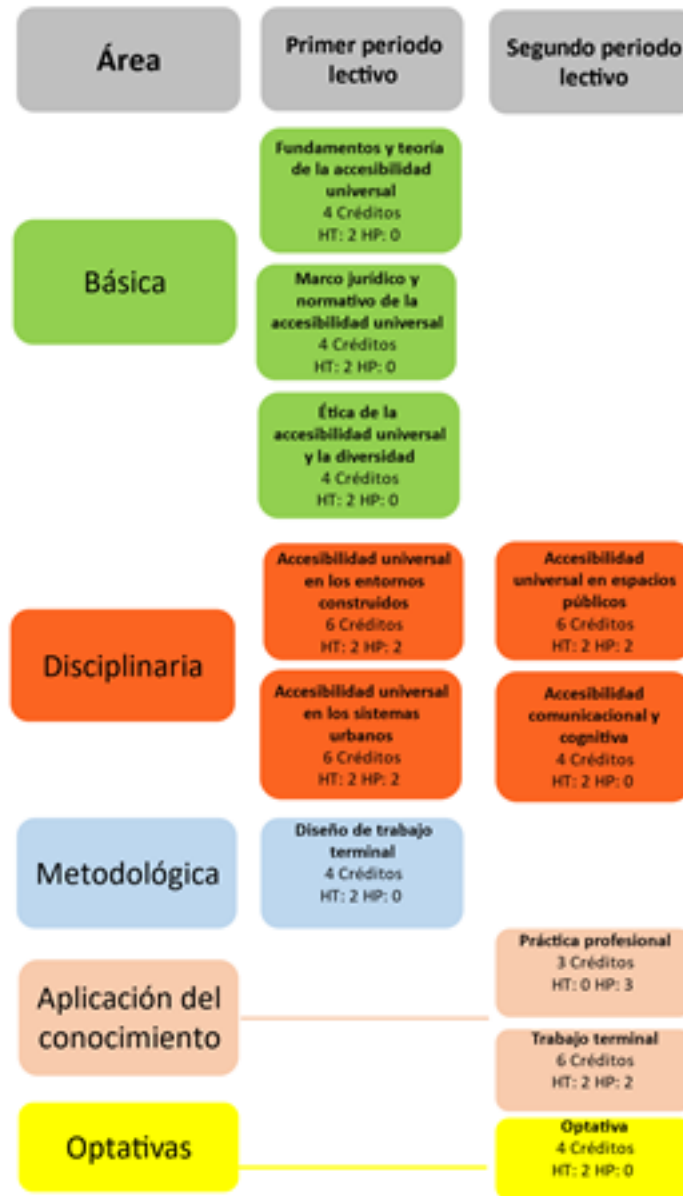 Área
Primer periodo
lectivo
Segundo periodo
lectivo
Básica
Fundamentos y teoría
de la accesibilidad
universal
4 Créditos
HT: 2 HP: 0
Marco jurídico y
normativo de la
accesibilidad universal
4 Créditos
HT: 2 HP: 0
Ética de la
accesibilidad universal
y la diversidad
4 Créditos
HT: 2 HP: 0
Disciplinaria
Accesibilidad universal
en los entornos
construidos
6 Créditos
HT: 2 HP: 2
Accesibilidad
universal en espacios
públicos
6 Créditos
HT: 2 HP: 2
Accesibilidad universal
en los sistemas
urbanos
6 Créditos
HT: 2 HP: 2
Accesibilidad
comunicacional y
cognitiva
4 Créditos
HT: 2 HP: 0
Metodológica
Diseño de trabajo
terminal
4 Créditos
HT: 2 HP: 0
Aplicación del
conocimiento
Práctica profesional
3 Créditos
HT: 0 HP: 3
Trabajo terminal
6 Créditos
HT: 2 HP: 2
Optativas
Optativa
4 Créditos
HT: 2 HP: 0